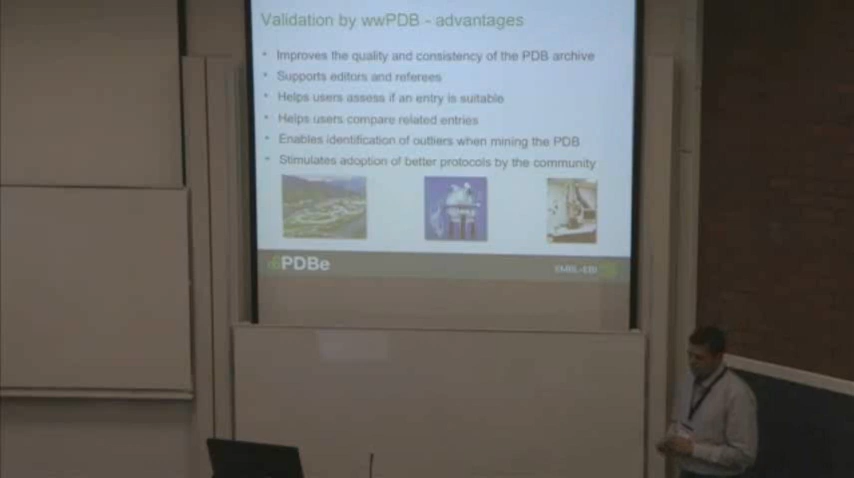 Validation by wwPDB - advantages
• Improves the quality and consistency of the PDB archive
• Supports editors and referees
• Helps users assess if an entry is suitable
• Helps users compare related entries
• Enables identification of outliers when mining the PDB
• Stimulates adoption of better protocols by the community
PDBe
EMBL-EBI